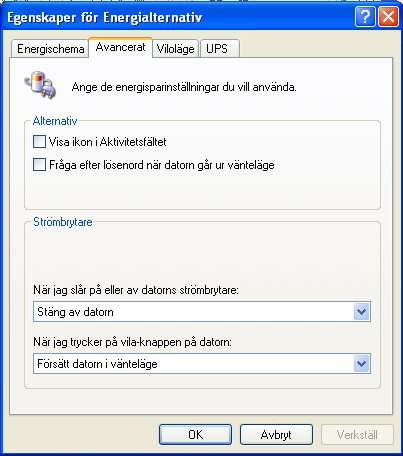 Egenskaper för Energialternativ
Energischema Avancerat Viloläge UPS
Ange de energisparinställningar du vill använda.
Alternativ
Visa ikon i Aktivitetsfältet
Fråga efter lösenord när datorn går ur vänteläge
Strömbrytare
När jag slår på eller av datorns strömbrytare:
Stäng av datorn
När jag trycker på vila-knappen på datorn:
Försätt datorn i vänteläge
OK Avbryt Verkställ